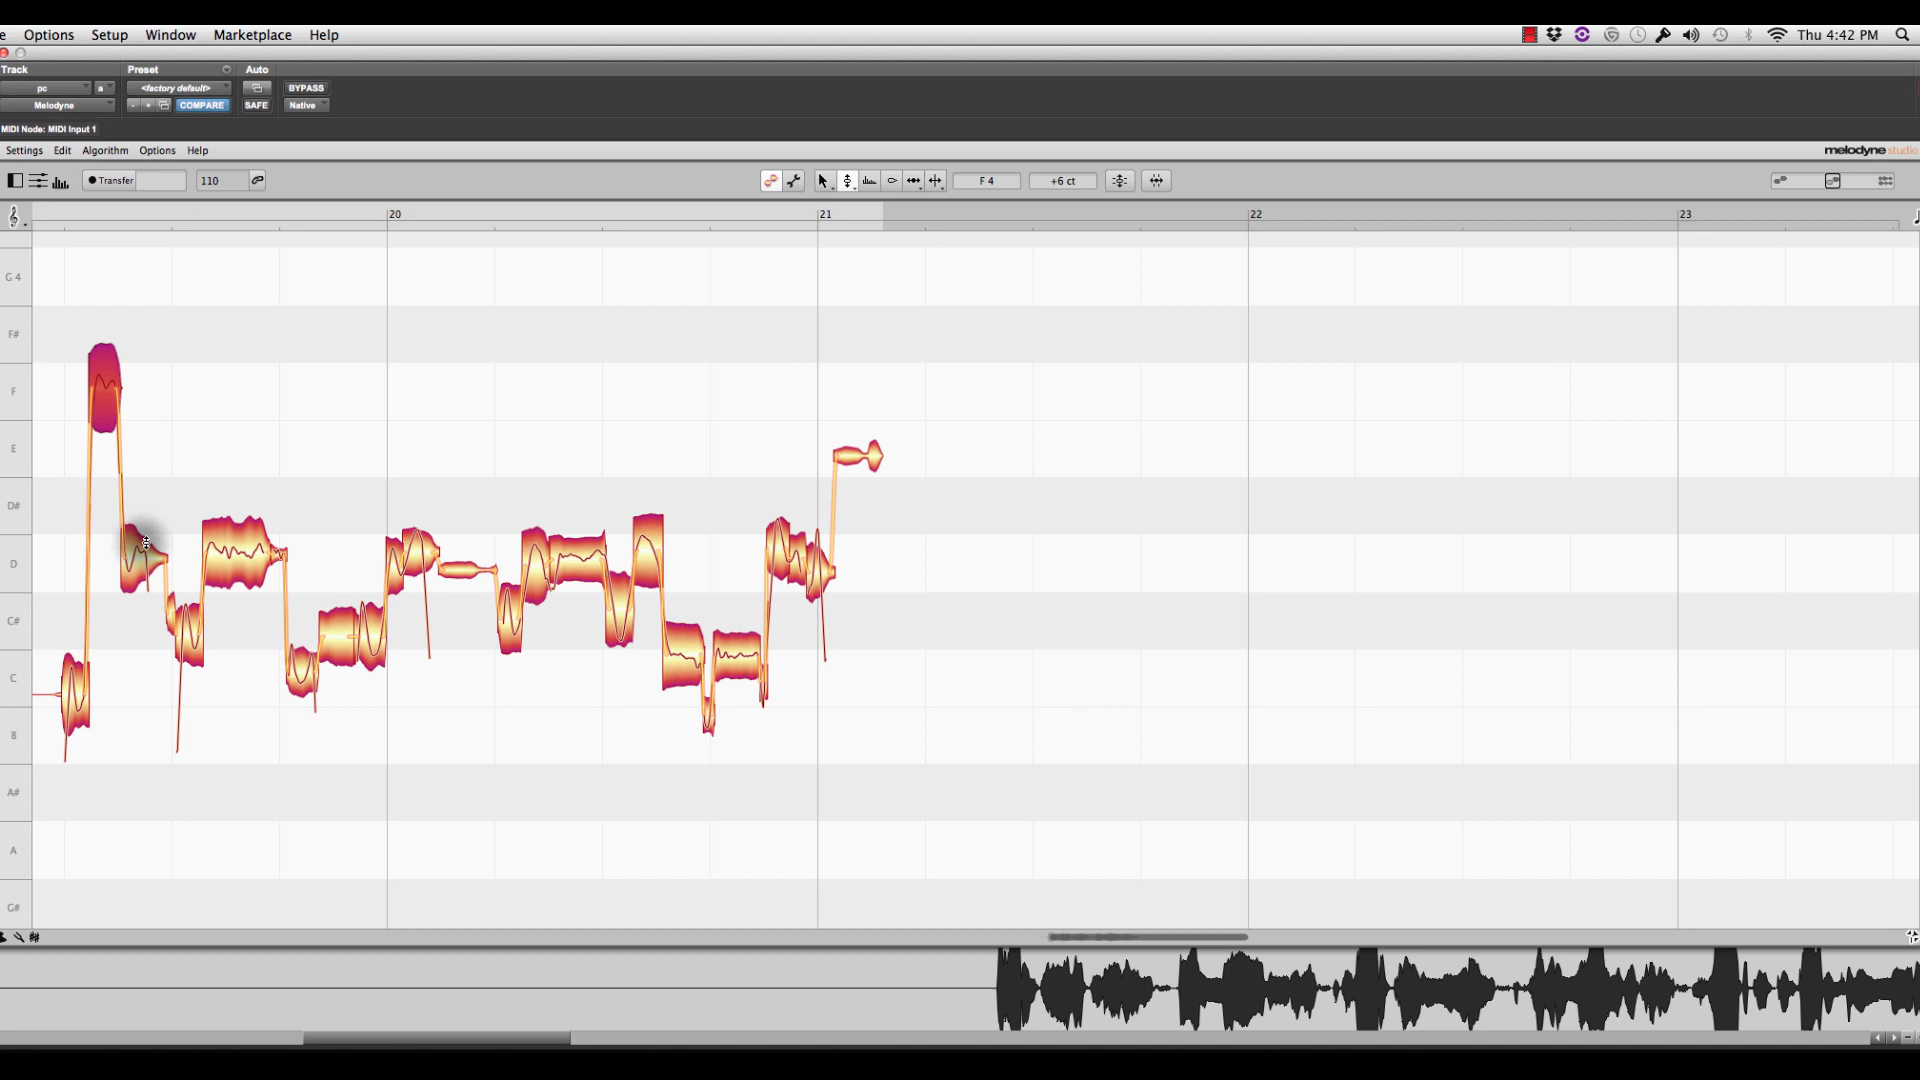 Options Setup Window Marketplace Help Thu 4:42 PM
Track Preset Auto
pc a <factory default> BYPASS
Melodyne - + COMPARE SAFE Native
MIDI Node: MIDI Input 1
Settings Edit Algorithm Options Help melodyne studio
Transfer 110 F 4 +6 ct
20 21 22 23
G 4
F#
F
E
D#
D
C#
C
B
A#
A
G#